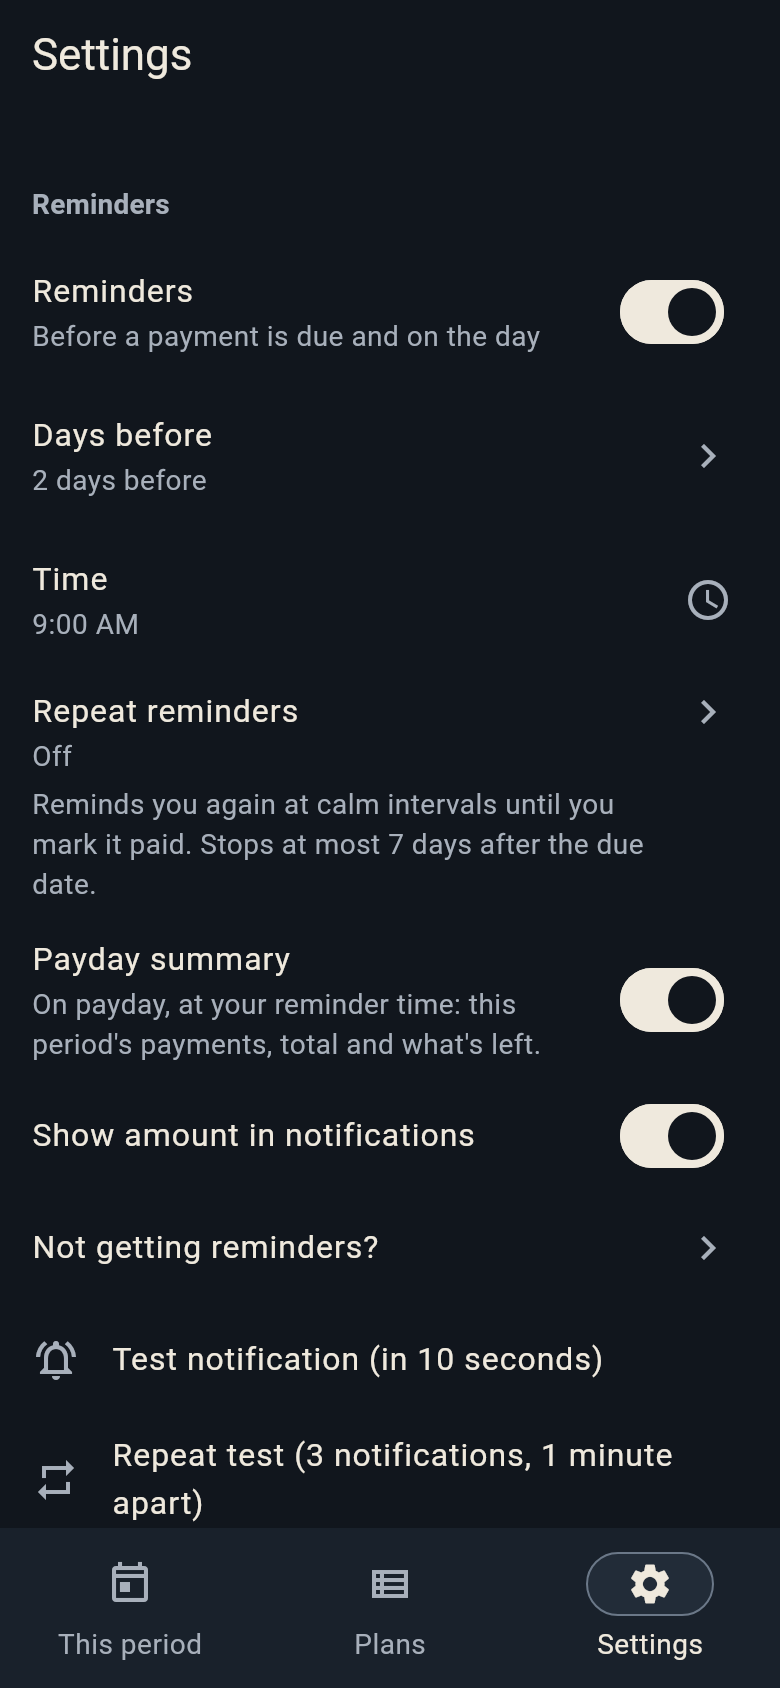 Settings
Reminders
Reminders
Before a payment is due and on the day
Days before
2 days before
Time
9:00 AM
Repeat reminders
Off
Reminds you again at calm intervals until you
mark it paid. Stops at most 7 days after the due
date.
Payday summary
On payday, at your reminder time: this
period's payments, total and what's left.
Show amount in notifications
Not getting reminders?
Test notification (in 10 seconds)
Repeat test (3 notifications, 1 minute
apart)
This period
Plans
Settings